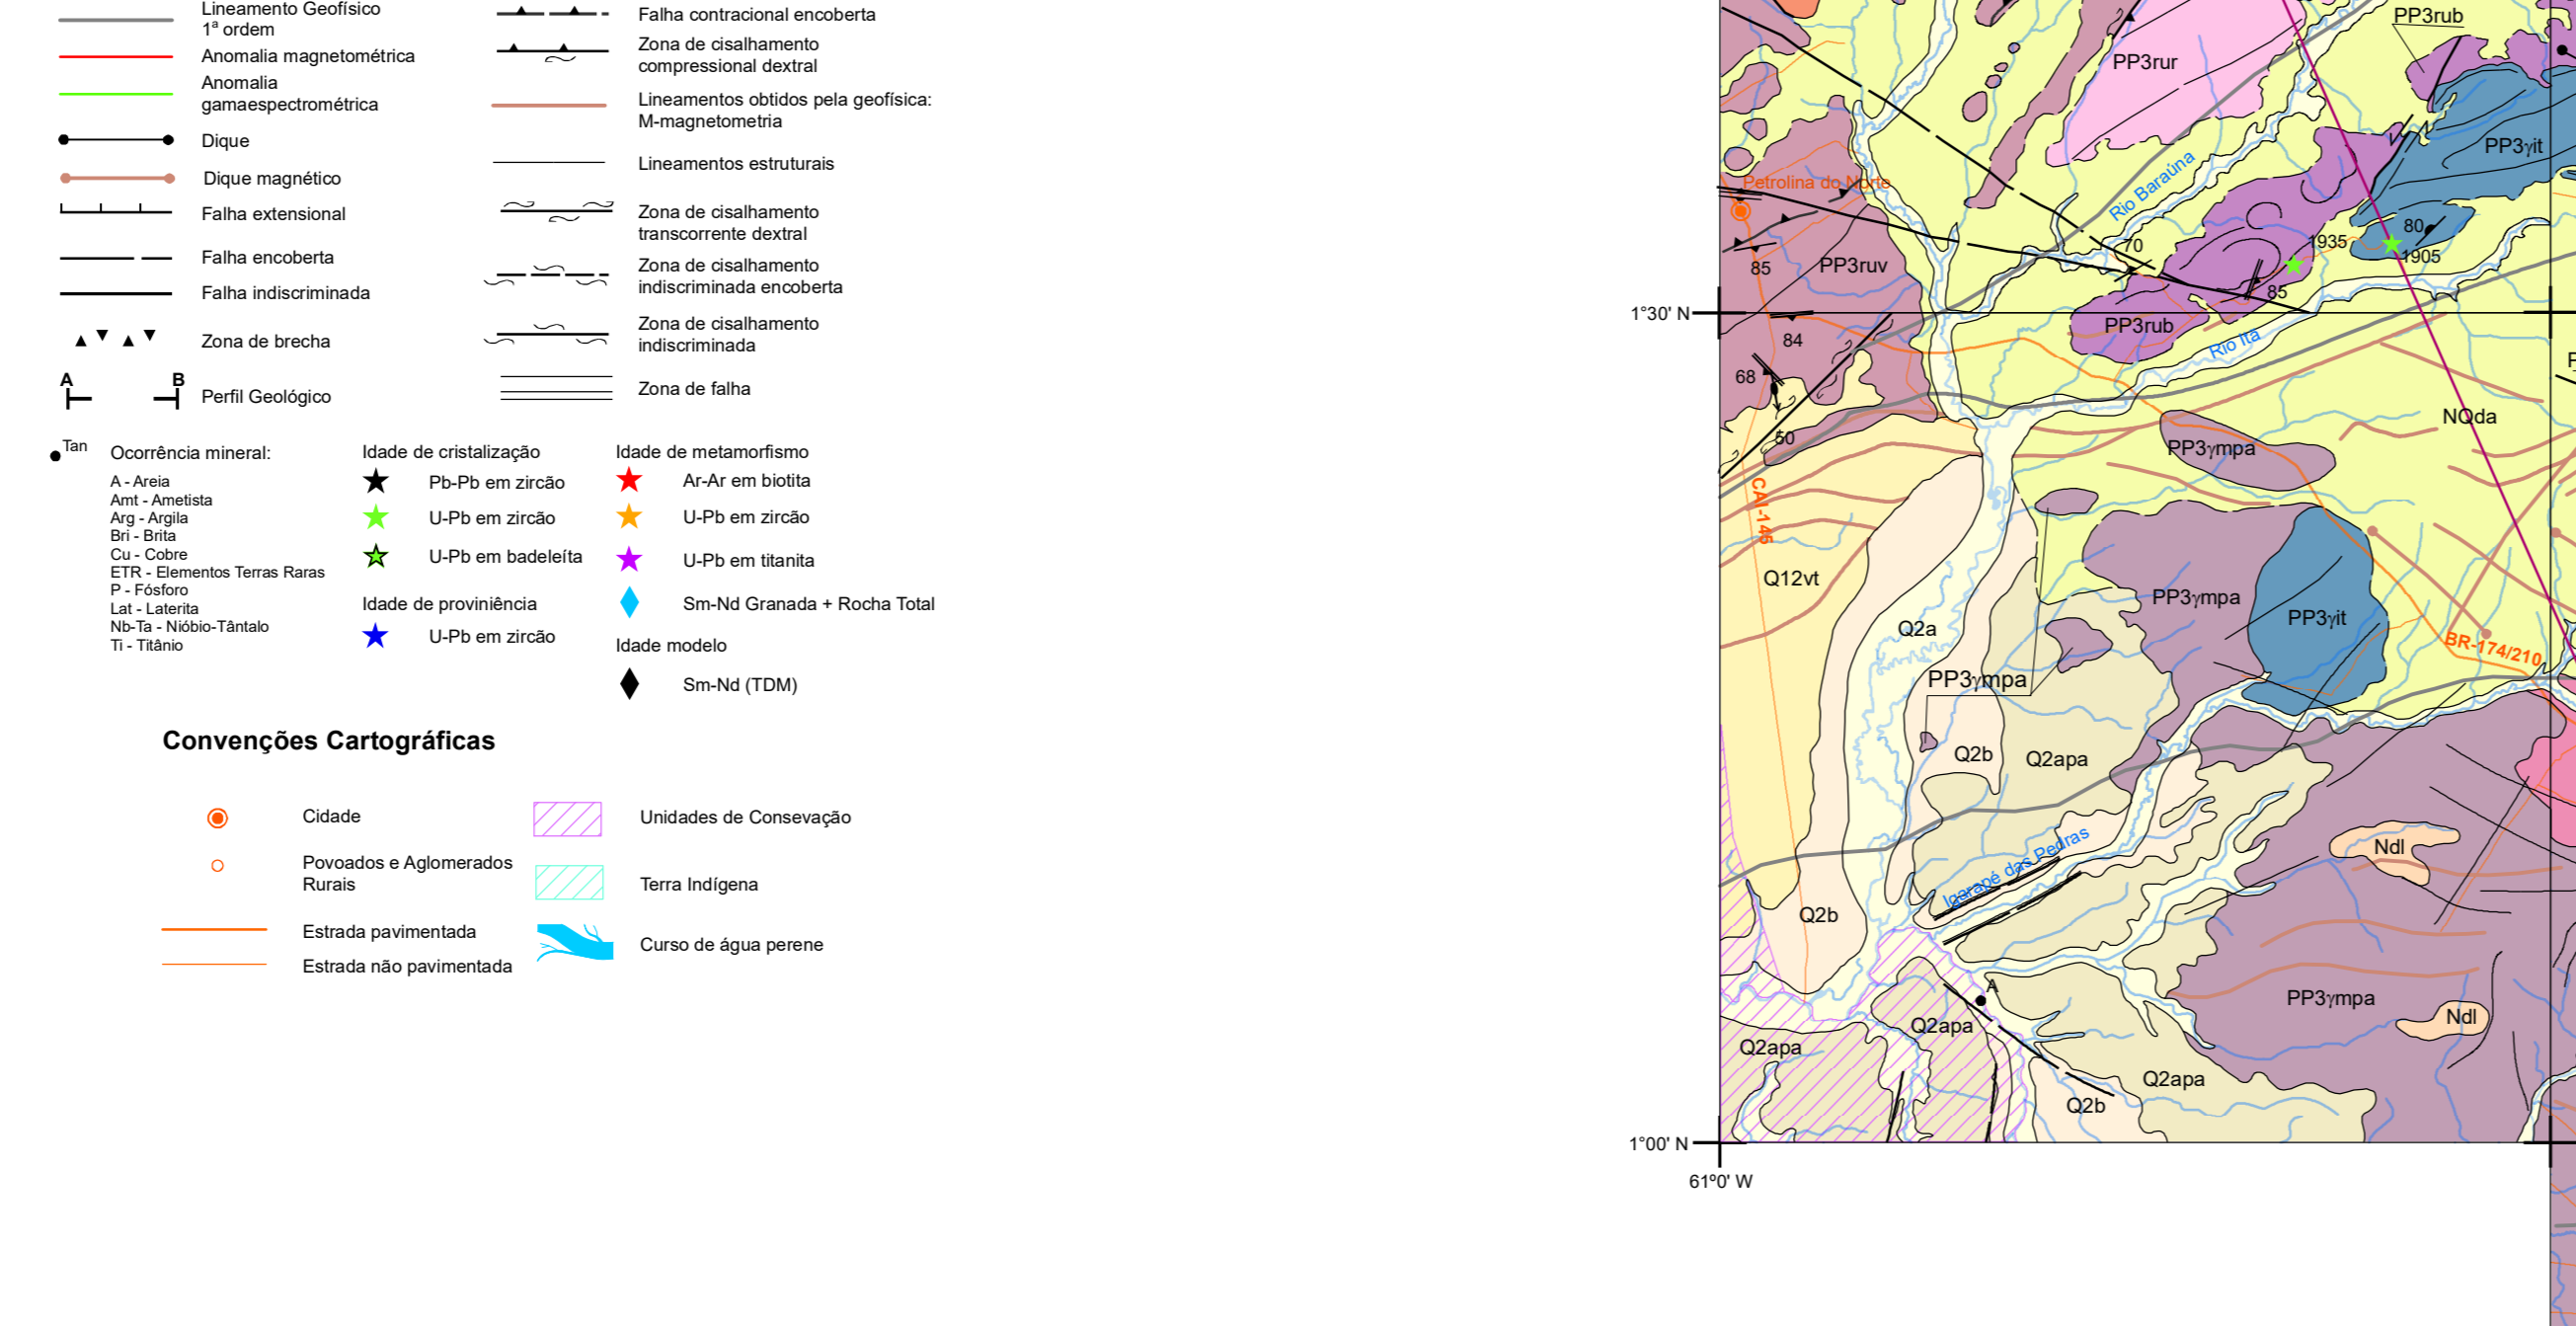 Lineamento Geofísico
1ª ordem
Anomalia magnetométrica
Anomalia
gamaespectrométrica
Dique
Dique magnético
Falha extensional
Falha encoberta
Falha indiscriminada
Zona de brecha
A B
Perfil Geológico
Falha contracional encoberta
Zona de cisalhamento
compressional dextral
Lineamentos obtidos pela geofísica:
M-magnetometria
Lineamentos estruturais
Zona de cisalhamento
transcorrente dextral
Zona de cisalhamento
indiscriminada encoberta
Zona de cisalhamento
indiscriminada
Zona de falha
Tan
Ocorrência mineral:
A - Areia
Amt - Ametista
Arg - Argila
Bri - Brita
Cu - Cobre
ETR - Elementos Terras Raras
P - Fósforo
Lat - Laterita
Nb-Ta - Nióbio-Tântalo
Ti - Titânio
Idade de cristalização
Pb-Pb em zircão
U-Pb em zircão
U-Pb em badeleíta
Idade de proviniência
U-Pb em zircão
Idade de metamorfismo
Ar-Ar em biotita
U-Pb em zircão
U-Pb em titanita
Sm-Nd Granada + Rocha Total
Idade modelo
Sm-Nd (TDM)
Convenções Cartográficas
Cidade
Povoados e Aglomerados
Rurais
Estrada pavimentada
Estrada não pavimentada
Unidades de Consevação
Terra Indígena
Curso de água perene
PP3rub
PP3rur
PP3γit
Rio Baraúna
Petrolina do Norte
80
1935
70
1905
85
PP3ruv
85
1°30' N
PP3rub
Rio Itã
84
68
NQda
50
PP3γmpa
CAI-146
Q12vt
PP3γmpa
PP3γit
Q2a
BR-174/210
PP3γmpa
Q2b
Q2apa
Igarapé das Pedras
Ndl
Q2b
A
PP3γmpa
Ndl
Q2apa
Q2apa
Q2apa
Q2b
1°00' N
61º0' W